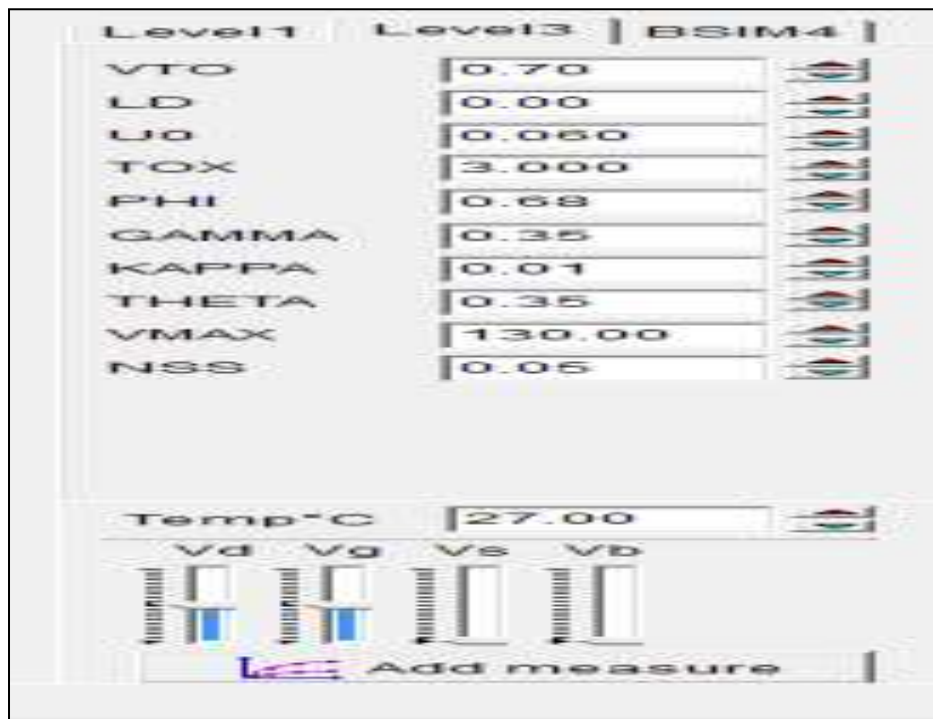 Level1 Level3 BSIM4
VTO 0.70
LD 0.00
U0 0.060
TOX 3.000
PHI 0.68
GAMMA 0.35
KAPPA 0.01
THETA 0.35
VMAX 130.00
NSS 0.05
Temp°C 27.00
Vd Vg Vs Vb
Add measure